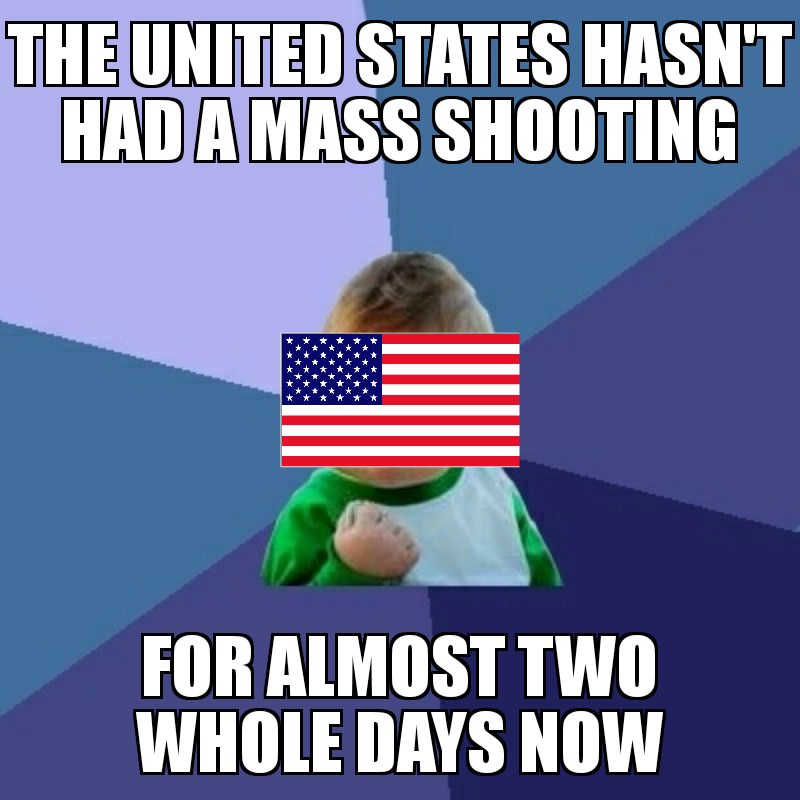 THE UNITED STATES HASN'T
HAD A MASS SHOOTING
FOR ALMOST TWO
WHOLE DAYS NOW